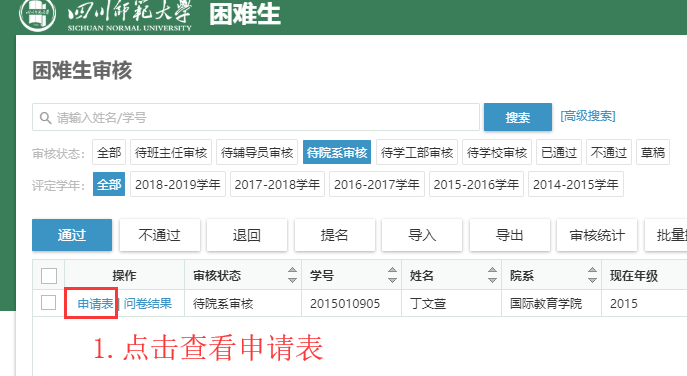 四川师范大学 困难生
SICHUAN NORMAL UNIVERSITY
困难生审核
请输入姓名/学号 搜索 [高级搜索]
审核状态: 全部 待班主任审核 待辅导员审核 待院系审核 待学工部审核 待学校审核 已通过 不通过 草稿
评定学年: 全部 2018-2019学年 2017-2018学年 2016-2017学年 2015-2016学年 2014-2015学年
通过 不通过 退回 提名 导入 导出 审核统计 批量
操作 审核状态 学号 姓名 院系 现在年级
申请表 | 问卷结果 待院系审核 2015010905 丁文萱 国际教育学院 2015
1.点击查看申请表